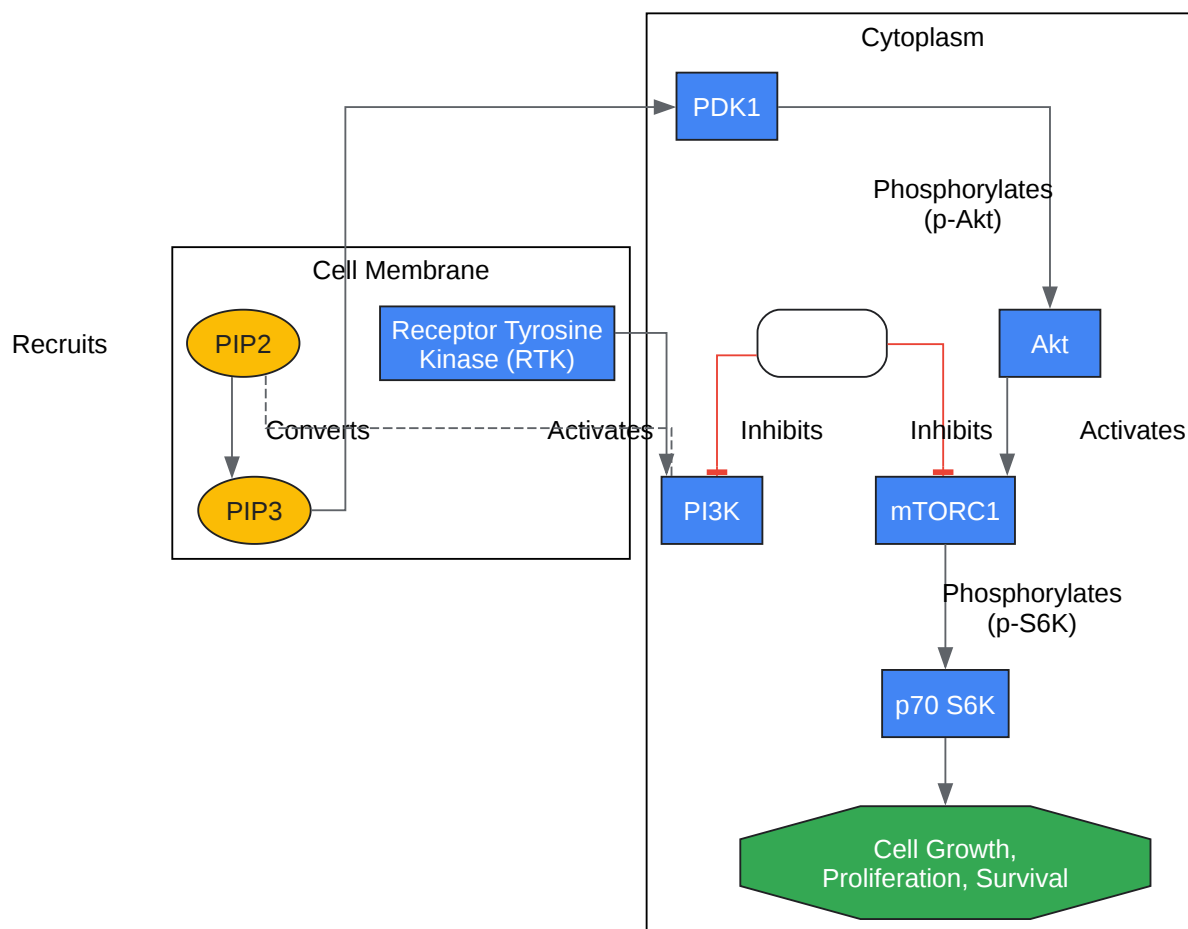 Cytoplasm
PDK1
Phosphorylates
(p-Akt)
Cell Membrane
Recruits
PIP2
Receptor Tyrosine
Kinase (RTK)
Akt
Converts
Activates
Inhibits
Inhibits
Activates
PIP3
PI3K
mTORC1
Phosphorylates
(p-S6K)
p70 S6K
Cell Growth,
Proliferation, Survival